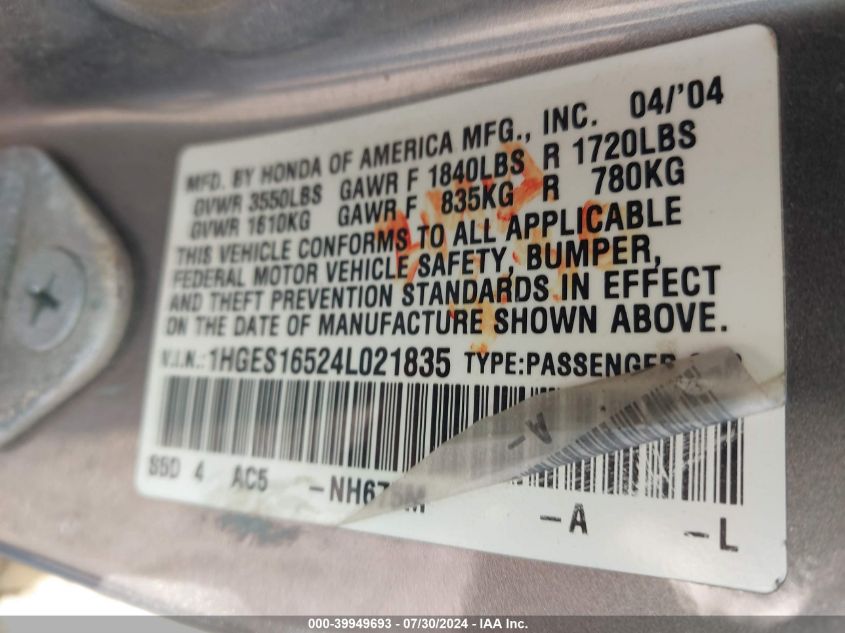 MFD. BY HONDA OF AMERICA MFG., INC. 04/'04
GVWR 3550LBS GAWR F 1840LBS R 1720LBS
GVWR 1610KG GAWR F 835KG R 780KG
THIS VEHICLE CONFORMS TO ALL APPLICABLE
FEDERAL MOTOR VEHICLE SAFETY, BUMPER,
AND THEFT PREVENTION STANDARDS IN EFFECT
ON THE DATE OF MANUFACTURE SHOWN ABOVE.
V.I.N.: 1HGES16524L021835 TYPE:PASSENGER
-A
S5D 4 AC5 -NH675M -A -L
000-39949693 - 07/30/2024 - IAA Inc.